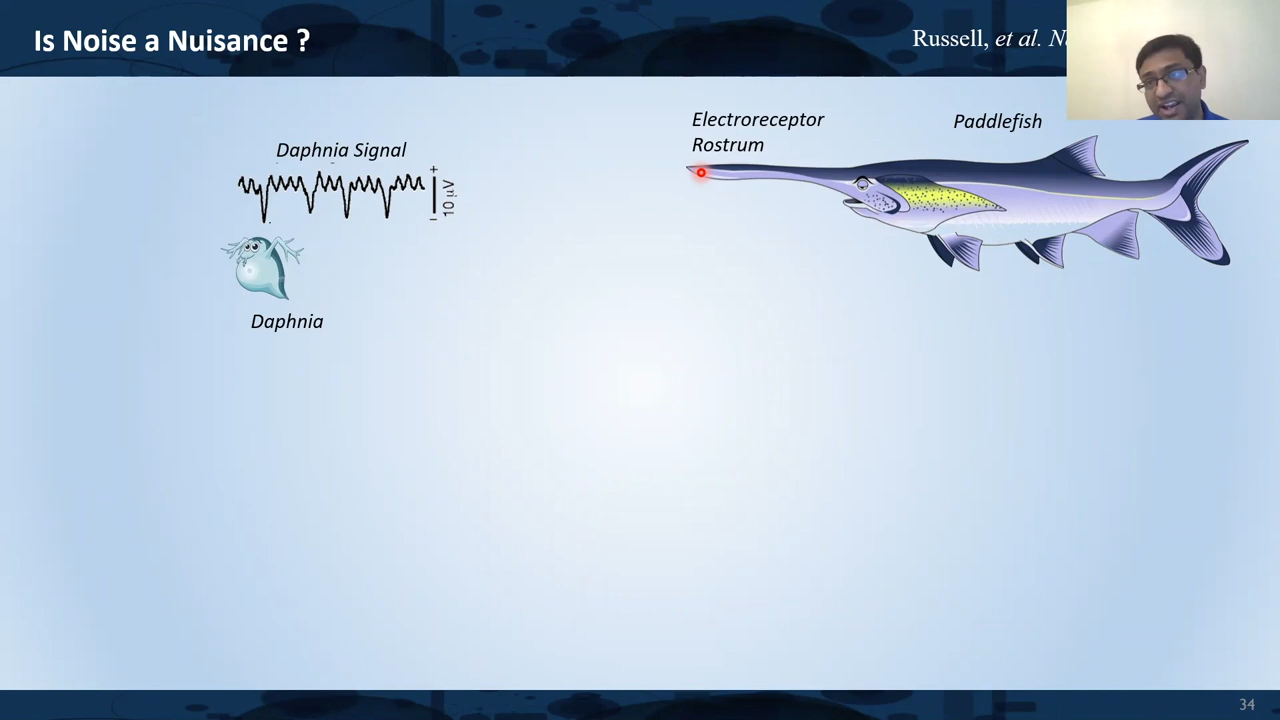 Is Noise a Nuisance ?
Russell, et al.
Electroreceptor
Rostrum
Paddlefish
Daphnia Signal
+
10 µV
–
Daphnia
34